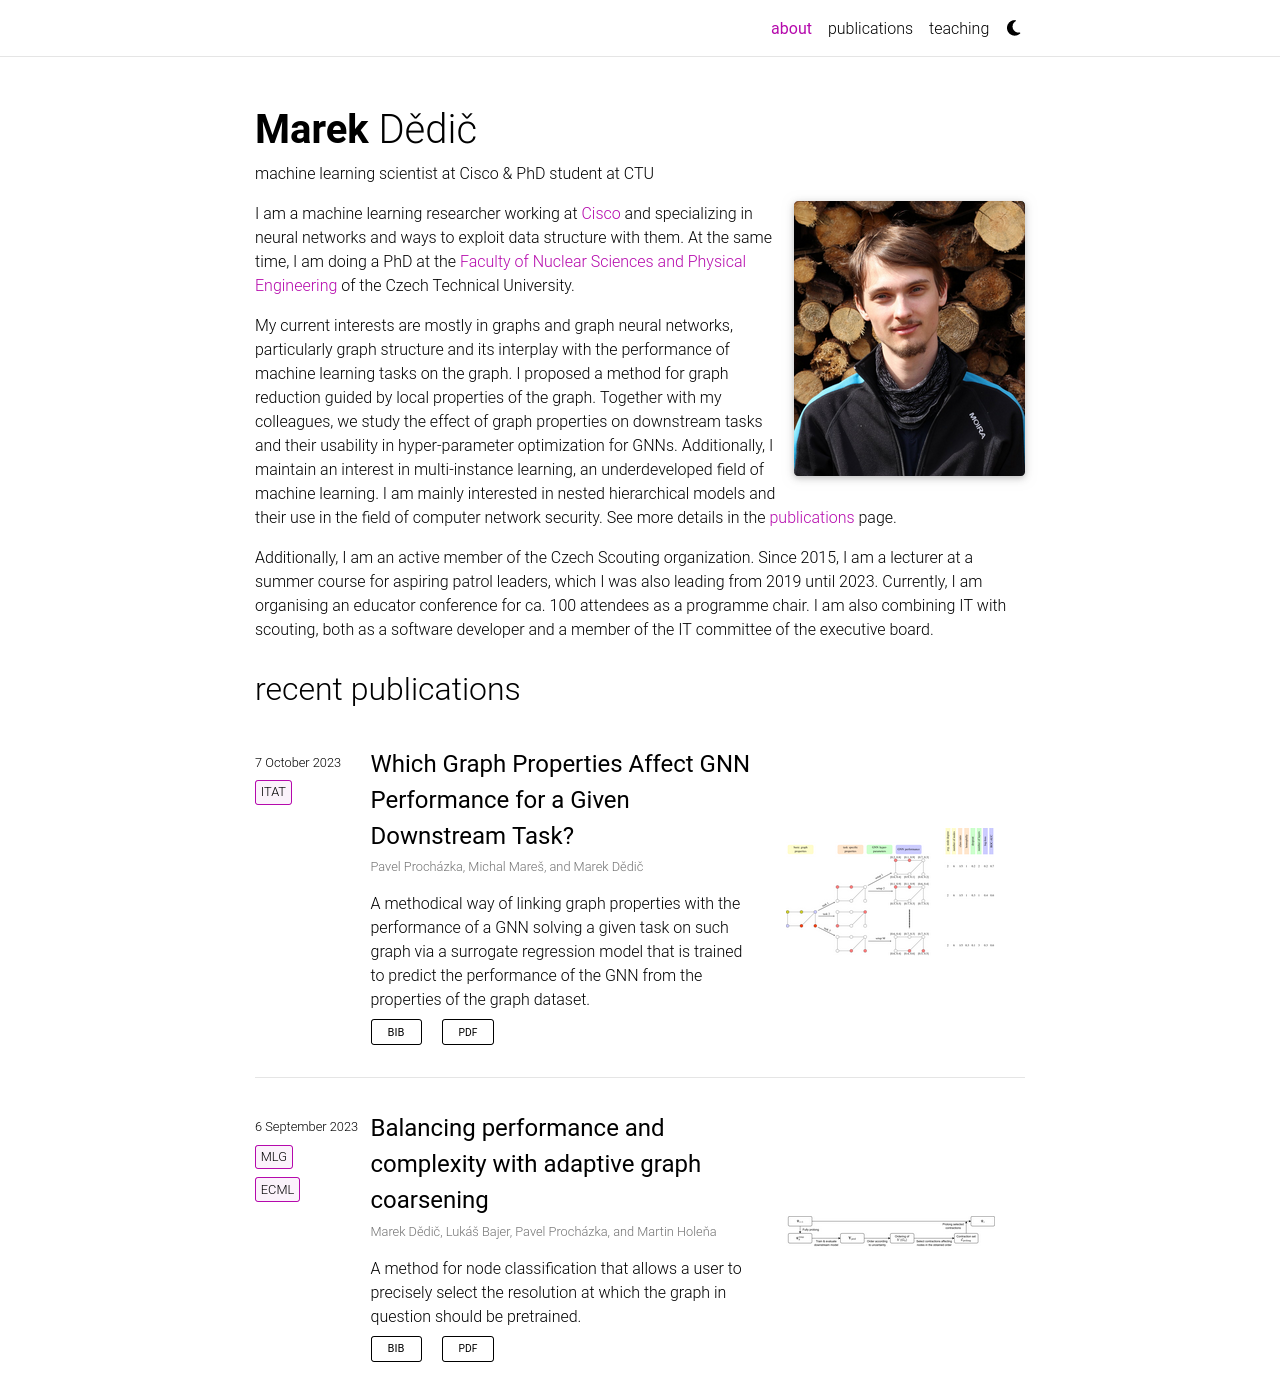 about publications teaching
Marek Dědič
machine learning scientist at Cisco & PhD student at CTU
I am a machine learning researcher working at Cisco and specializing in
neural networks and ways to exploit data structure with them. At the same
time, I am doing a PhD at the Faculty of Nuclear Sciences and Physical
Engineering of the Czech Technical University.
My current interests are mostly in graphs and graph neural networks,
particularly graph structure and its interplay with the performance of
machine learning tasks on the graph. I proposed a method for graph
reduction guided by local properties of the graph. Together with my
colleagues, we study the effect of graph properties on downstream tasks
and their usability in hyper-parameter optimization for GNNs. Additionally, I
maintain an interest in multi-instance learning, an underdeveloped field of
machine learning. I am mainly interested in nested hierarchical models and
their use in the field of computer network security. See more details in the publications page.
MOIRA
Additionally, I am an active member of the Czech Scouting organization. Since 2015, I am a lecturer at a
summer course for aspiring patrol leaders, which I was also leading from 2019 until 2023. Currently, I am
organising an educator conference for ca. 100 attendees as a programme chair. I am also combining IT with
scouting, both as a software developer and a member of the IT committee of the executive board.
recent publications
7 October 2023
ITAT
Which Graph Properties Affect GNN
Performance for a Given
Downstream Task?
Pavel Procházka, Michal Mareš, and Marek Dědič
A methodical way of linking graph properties with the
performance of a GNN solving a given task on such
graph via a surrogate regression model that is trained
to predict the performance of the GNN from the
properties of the graph dataset.
BIB PDF
6 September 2023
MLG
ECML
Balancing performance and
complexity with adaptive graph
coarsening
Marek Dědič, Lukáš Bajer, Pavel Procházka, and Martin Holeňa
A method for node classification that allows a user to
precisely select the resolution at which the graph in
question should be pretrained.
BIB PDF